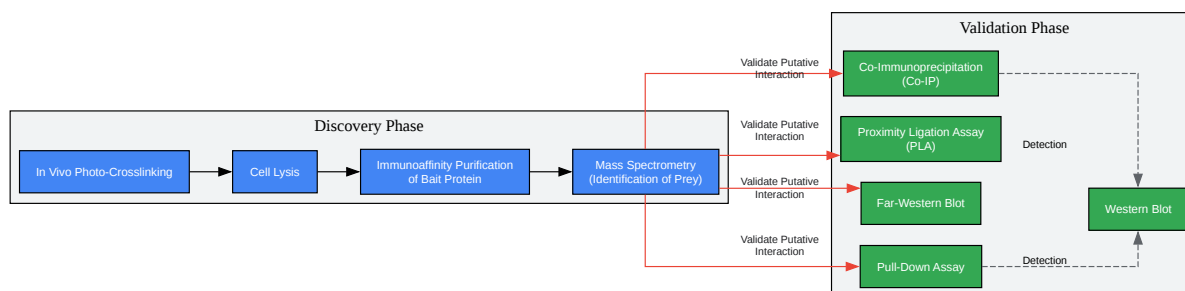 Validation Phase
Validate Putative
Interaction
Co-Immunoprecipitation
(Co-IP)
Discovery Phase
Validate Putative
Interaction
Proximity Ligation Assay
(PLA)
Detection
In Vivo Photo-Crosslinking
Cell Lysis
Immunoaffinity Purification
of Bait Protein
Mass Spectrometry
(Identification of Prey)
Validate Putative
Interaction
Far-Western Blot
Western Blot
Validate Putative
Interaction
Pull-Down Assay
Detection